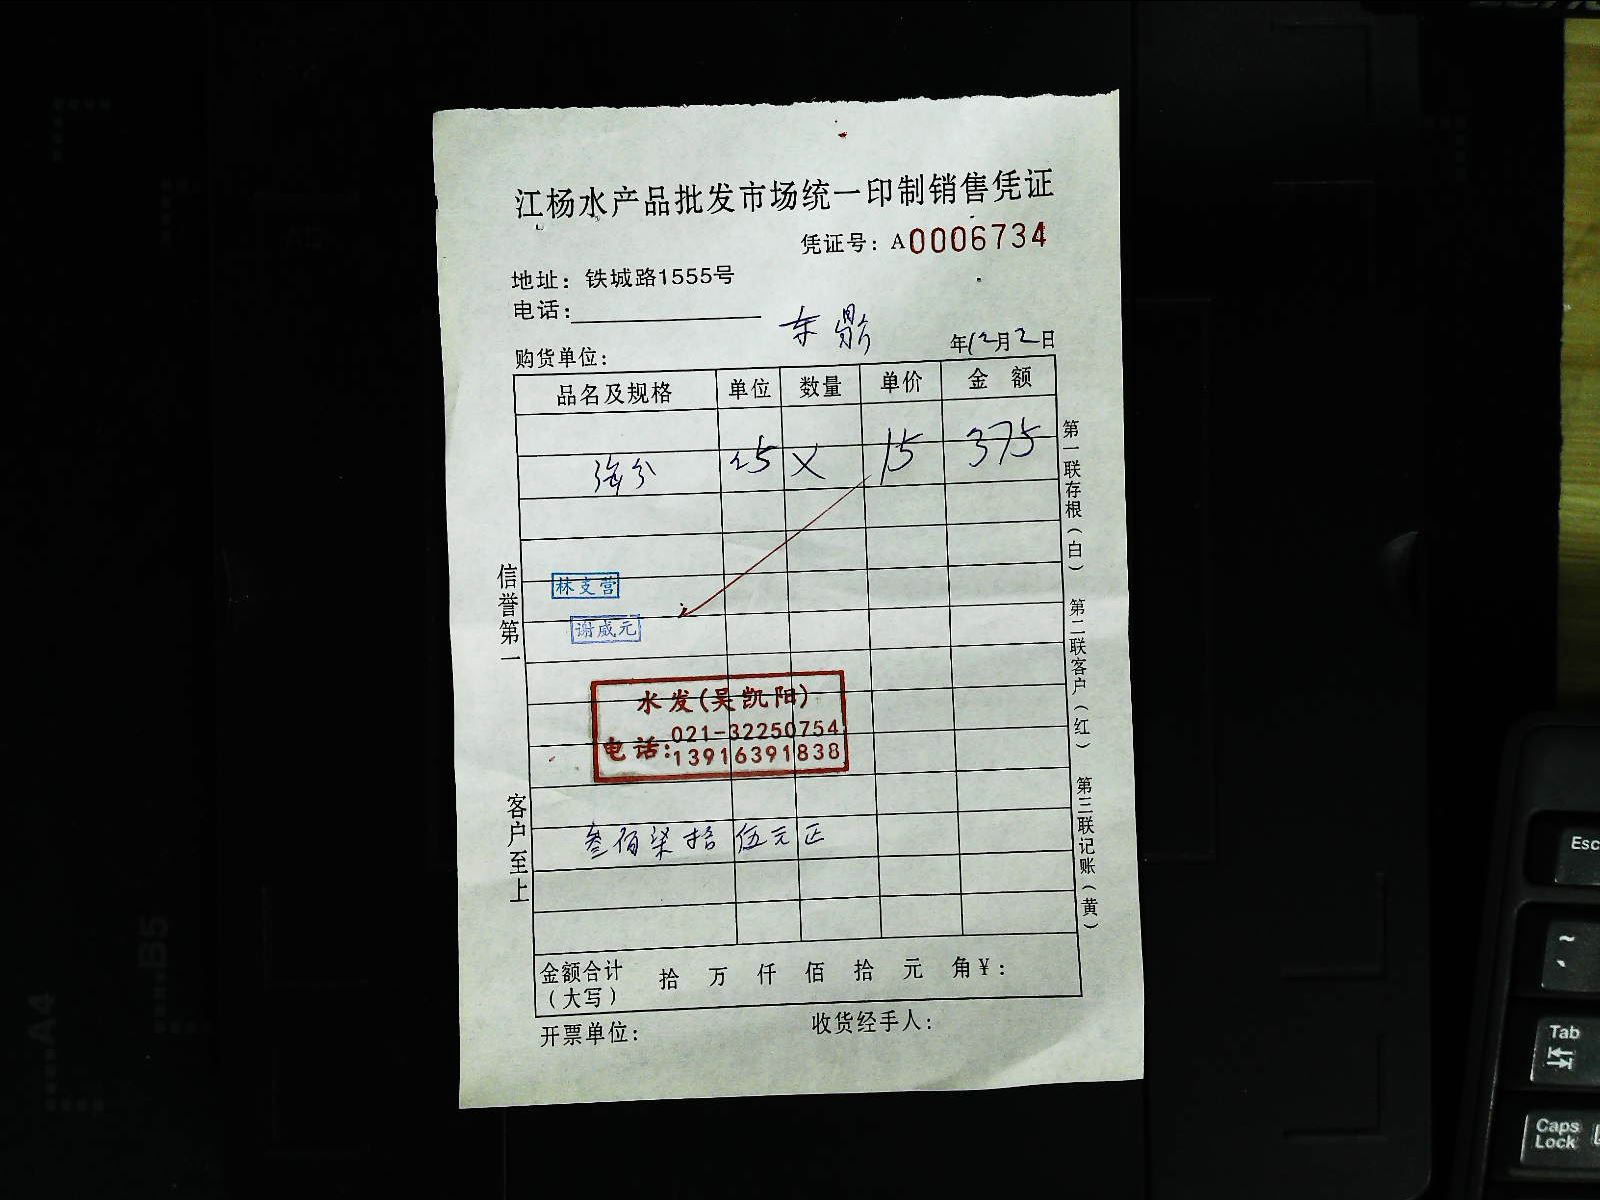 江杨水产品批发市场统一印制销售凭证
凭证号：A0006734
地址：铁城路1555号
电话：
东鼎
购货单位：
年12月2日
品名及规格 单位 数量 单价 金额
25 X 15 375
林支营
谢威元
水发(吴凯阳)
电话:021-32250754
13916391838
叁佰柒拾伍元正
金额合计（大写） 拾 万 仟 佰 拾 元 角¥：
开票单位： 收货经手人：
信誉第一
客户至上
第一联存根（白）
第二联客户（红）
第三联记账（黄）
A4
B5
Esc
~
Tab
Caps Lock